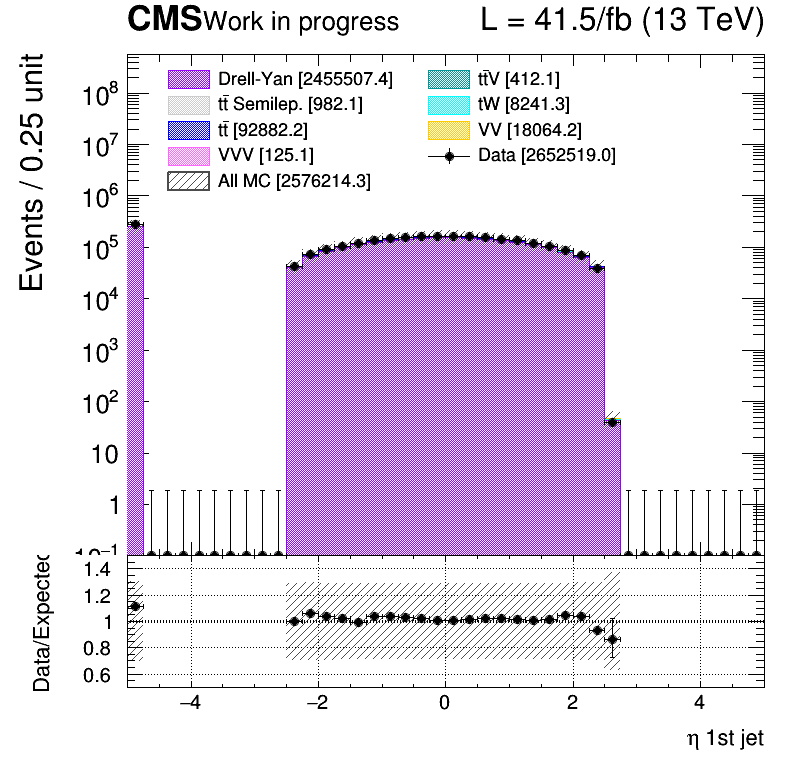 CMS Work in progress L = 41.5/fb (13 TeV)
Events / 0.25 unit
Drell-Yan [2455507.4]
tt̄ Semilep. [982.1]
tt̄ [92882.2]
VVV [125.1]
All MC [2576214.3]
tt̄V [412.1]
tW [8241.3]
VV [18064.2]
Data [2652519.0]
10⁸
10⁷
10⁶
10⁵
10⁴
10³
10²
10
1
10⁻¹
Data/Expected
1.4
1.2
1
0.8
0.6
−4 −2 0 2 4
η 1st jet